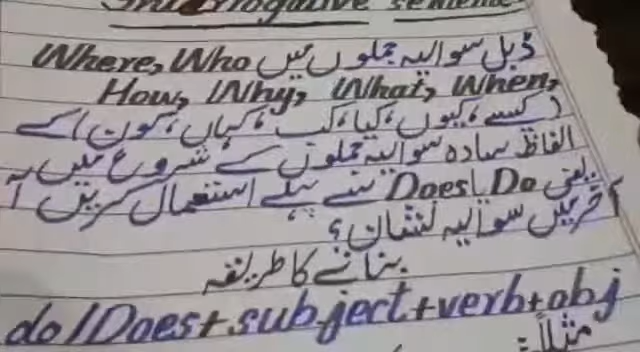 Interrogative sentence
ڈبل سوالیہ جملوں میں Where, Who
How, Why, What, When,
(کیسے، کیوں، کیا، کب، کہاں، کون) کے
الفاظ سادہ سوالیہ جملوں کے شروع میں
یعنی Does یا Do سے پہلے استعمال کریں
آخر میں سوالیہ نشان؟
بنانے کا طریقہ
do/Does+subject+verb+obj
مثلاً: